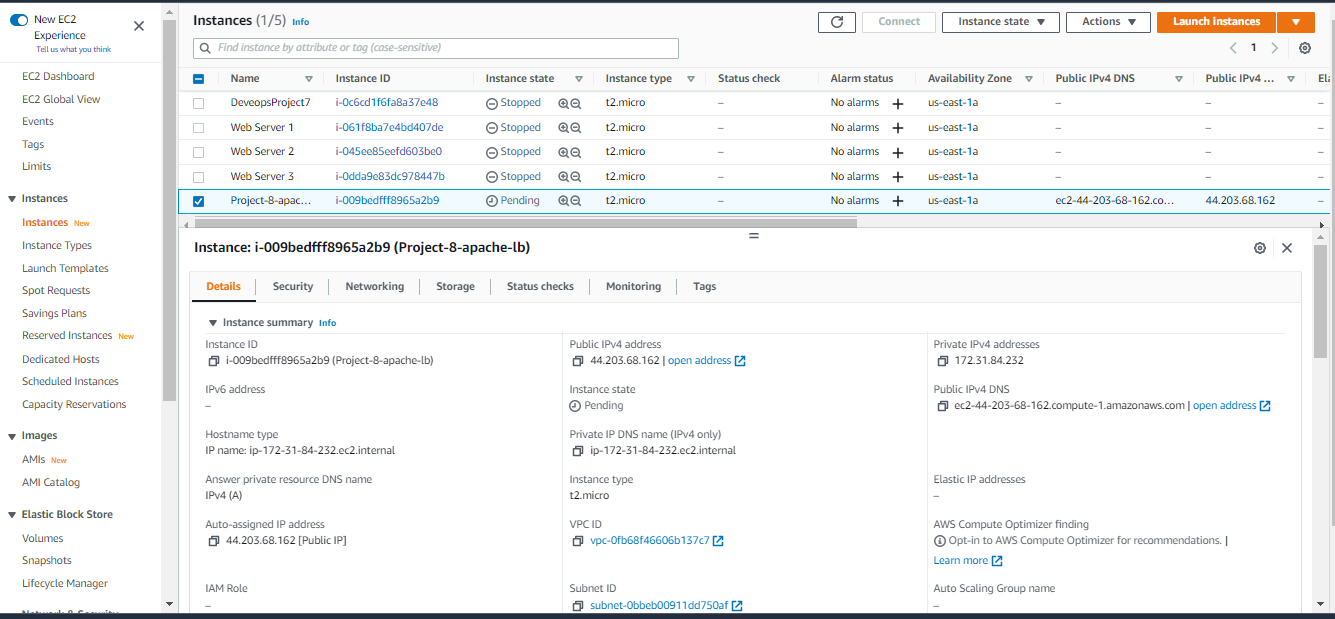 New EC2
Experience
Tell us what you think
EC2 Dashboard
EC2 Global View
Events
Tags
Limits
Instances
Instances New
Instance Types
Launch Templates
Spot Requests
Savings Plans
Reserved Instances New
Dedicated Hosts
Scheduled Instances
Capacity Reservations
Images
AMIs New
AMI Catalog
Elastic Block Store
Volumes
Snapshots
Lifecycle Manager
Network & Security
Instances (1/5) Info
Connect
Instance state
Actions
Launch instances
Find instance by attribute or tag (case-sensitive)
1
Name Instance ID Instance state Instance type Status check Alarm status Availability Zone Public IPv4 DNS Public IPv4 ... Ela
DeveopsProject7 i-0c6cd1f6fa8a37e48 Stopped t2.micro – No alarms + us-east-1a – – –
Web Server 1 i-061f8ba7e4bd407de Stopped t2.micro – No alarms + us-east-1a – – –
Web Server 2 i-045ee85eefd603be0 Stopped t2.micro – No alarms + us-east-1a – – –
Web Server 3 i-0dda9e83dc978447b Stopped t2.micro – No alarms + us-east-1a – – –
Project-8-apac... i-009bedfff8965a2b9 Pending t2.micro – No alarms + us-east-1a ec2-44-203-68-162.co... 44.203.68.162 –
Instance: i-009bedfff8965a2b9 (Project-8-apache-lb)
Details Security Networking Storage Status checks Monitoring Tags
Instance summary Info
Instance ID
i-009bedfff8965a2b9 (Project-8-apache-lb)
Public IPv4 address
44.203.68.162 | open address
Private IPv4 addresses
172.31.84.232
IPv6 address
–
Instance state
Pending
Public IPv4 DNS
ec2-44-203-68-162.compute-1.amazonaws.com | open address
Hostname type
IP name: ip-172-31-84-232.ec2.internal
Private IP DNS name (IPv4 only)
ip-172-31-84-232.ec2.internal
Answer private resource DNS name
IPv4 (A)
Instance type
t2.micro
Elastic IP addresses
–
Auto-assigned IP address
44.203.68.162 [Public IP]
VPC ID
vpc-0fb68f46606b137c7
AWS Compute Optimizer finding
Opt-in to AWS Compute Optimizer for recommendations. |
Learn more
IAM Role
–
Subnet ID
subnet-0bbeb00911dd750af
Auto Scaling Group name
–